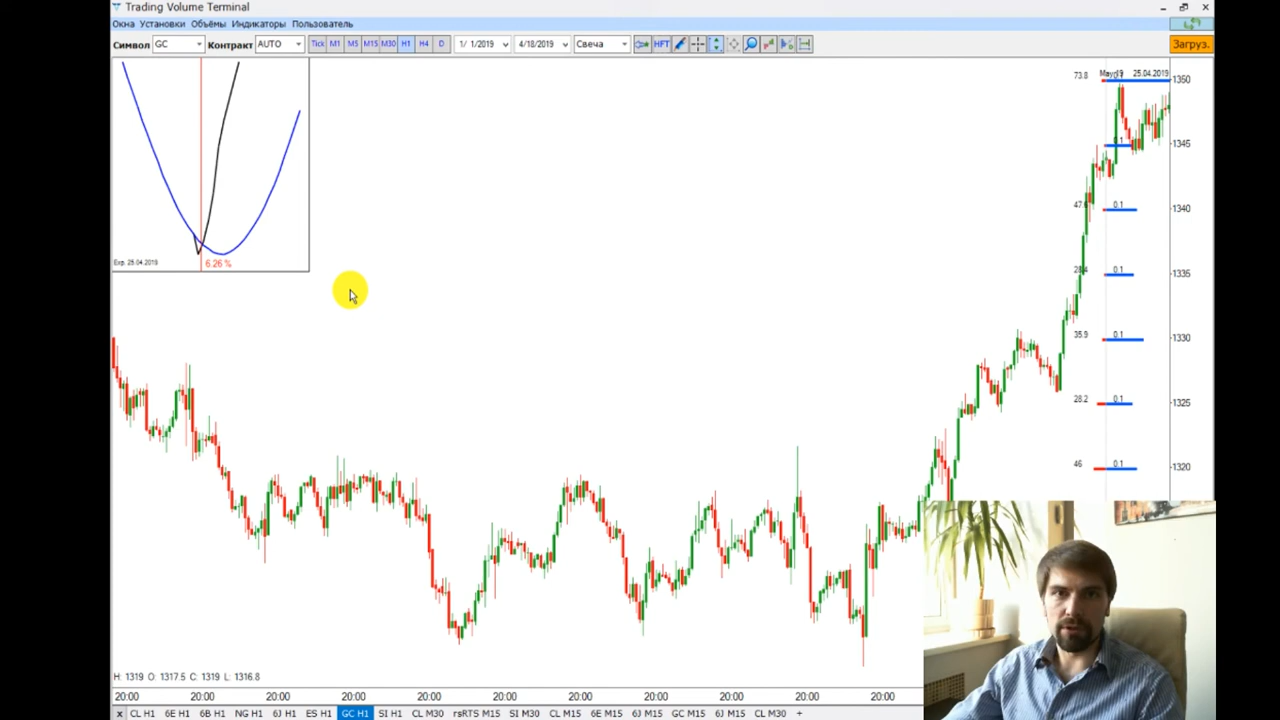 Trading Volume Terminal
Окна Установки Объёмы Индикаторы Пользователь
Символ GC Контракт AUTO Tick M1 M5 M15 M30 H1 H4 D 1/ 1/2019 4/18/2019 Свеча HFT Загруз.
73.8 0.1 25.04.2019 1350
0.1 1345
47.6 0.1 1340
0.1 1335
35.9 0.1 1330
28.2 0.1 1325
46 0.1 1320
Exp. 25.04.2019 6.26 %
H: 1319 O: 1317.5 C: 1319 L: 1316.8
20:00 20:00 20:00 20:00 20:00 20:00 20:00 20:00 20:00 20:00 20:00
x CL H1 6E H1 6B H1 NG H1 6J H1 ES H1 GC H1 SI H1 CL M30 rsRTS M15 SI M30 CL M15 6E M15 6J M15 GC M15 6J M15 CL M30 +